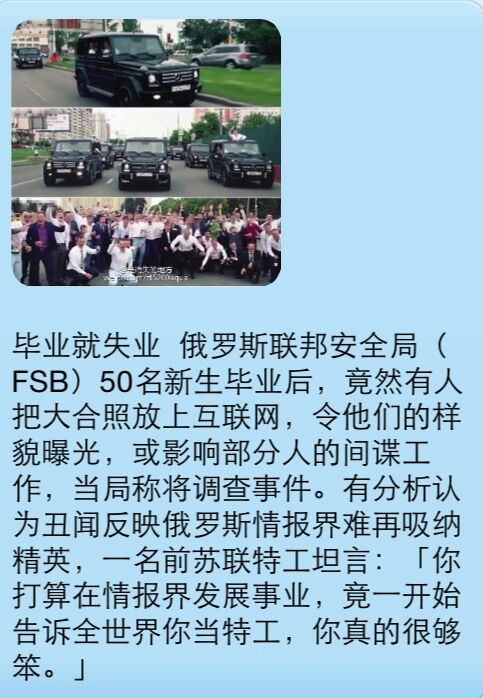 毕业就失业 俄罗斯联邦安全局（
FSB）50名新生毕业后，竟然有人
把大合照放上互联网，令他们的样
貌曝光，或影响部分人的间谍工
作，当局称将调查事件。有分析认
为丑闻反映俄罗斯情报界难再吸纳
精英，一名前苏联特工坦言：「你
打算在情报界发展事业，竟一开始
告诉全世界你当特工，你真的很够
笨。」